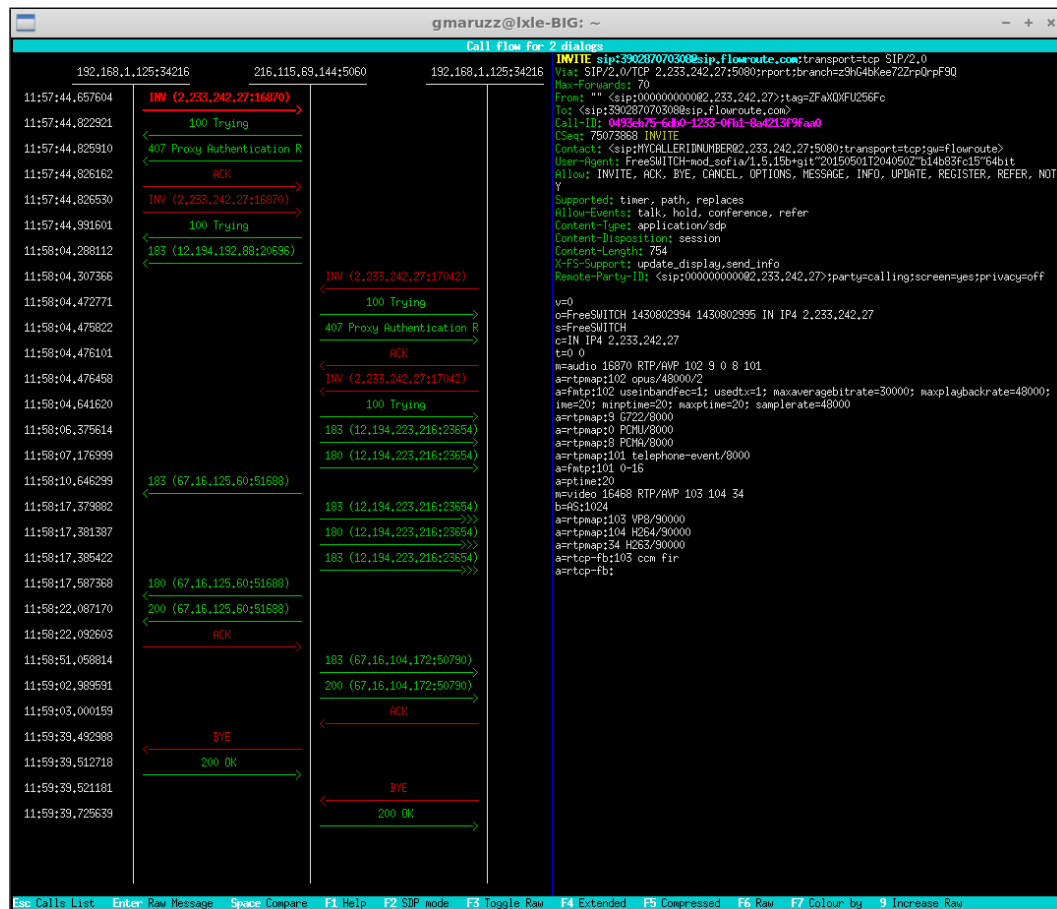 gmaruzz@lxle-BIG: ~
Call flow for 2 dialogs
192.168.1.125:34216 216.115.69.144:5060 192.168.1.125:34216
11:57:44.657604 INV (2.233.242.27:16870)
11:57:44.822921 100 Trying
11:57:44.825910 407 Proxy Authentication R
11:57:44.826162 ACK
11:57:44.826530 INV (2.233.242.27:16870)
11:57:44.991601 100 Trying
11:58:04.288112 183 (12.194.192.88:20696)
11:58:04.307366 INV (2.233.242.27:17042)
11:58:04.472771 100 Trying
11:58:04.475822 407 Proxy Authentication R
11:58:04.476101 ACK
11:58:04.476458 INV (2.233.242.27:17042)
11:58:04.641620 100 Trying
11:58:06.375614 183 (12.194.223.216:23654)
11:58:07.176999 180 (12.194.223.216:23654)
11:58:10.646299 183 (67.16.125.60:51688)
11:58:17.379882 183 (12.194.223.216:23654)
11:58:17.381387 180 (12.194.223.216:23654)
11:58:17.385422 183 (12.194.223.216:23654)
11:58:17.587368 180 (67.16.125.60:51688)
11:58:22.087170 200 (67.16.125.60:51688)
11:58:22.092603 ACK
11:58:51.058814 183 (67.16.104.172:50790)
11:59:02.989591 200 (67.16.104.172:50790)
11:59:03.000159 ACK
11:59:39.492988 BYE
11:59:39.512718 200 OK
11:59:39.521181 BYE
11:59:39.725639 200 OK
INVITE sip:390287070308@sip.flowroute.com;transport=tcp SIP/2.0
Via: SIP/2.0/TCP 2.233.242.27:5080;rport;branch=z9hG4bKee72ZrpQrpF9Q
Max-Forwards: 70
From: "" <sip:0000000000@2.233.242.27>;tag=ZFaXQXFU256Fc
To: <sip:390287070308@sip.flowroute.com>
Call-ID: 0493eb75-6db0-1233-0fb1-8a4213f9faa0
CSeq: 75073868 INVITE
Contact: <sip:MYCALLERIDNUMBER@2.233.242.27:5080;transport=tcp;gw=flowroute>
User-Agent: FreeSWITCH-mod_sofia/1.5.15b+git~20150501T204050Z~b14b83fc15~64bit
Allow: INVITE, ACK, BYE, CANCEL, OPTIONS, MESSAGE, INFO, UPDATE, REGISTER, REFER, NOT
Y
Supported: timer, path, replaces
Allow-Events: talk, hold, conference, refer
Content-Type: application/sdp
Content-Disposition: session
Content-Length: 754
X-FS-Support: update_display,send_info
Remote-Party-ID: <sip:0000000000@2.233.242.27>;party=calling;screen=yes;privacy=off
v=0
o=FreeSWITCH 1430802994 1430802995 IN IP4 2.233.242.27
s=FreeSWITCH
c=IN IP4 2.233.242.27
t=0 0
m=audio 16870 RTP/AVP 102 9 0 8 101
a=rtpmap:102 opus/48000/2
a=fmtp:102 useinbandfec=1; usedtx=1; maxaveragebitrate=30000; maxplaybackrate=48000;
ime=20; minptime=20; maxptime=20; samplerate=48000
a=rtpmap:9 G722/8000
a=rtpmap:0 PCMU/8000
a=rtpmap:8 PCMA/8000
a=rtpmap:101 telephone-event/8000
a=fmtp:101 0-16
a=ptime:20
m=video 16468 RTP/AVP 103 104 34
b=AS:1024
a=rtpmap:103 VP8/90000
a=rtpmap:104 H264/90000
a=rtpmap:34 H263/90000
a=rtcp-fb:103 ccm fir
a=rtcp-fb:
Esc Calls List Enter Raw Message Space Compare F1 Help F2 SDP mode F3 Toggle Raw F4 Extended F5 Compressed F6 Raw F7 Colour by 9 Increase Raw